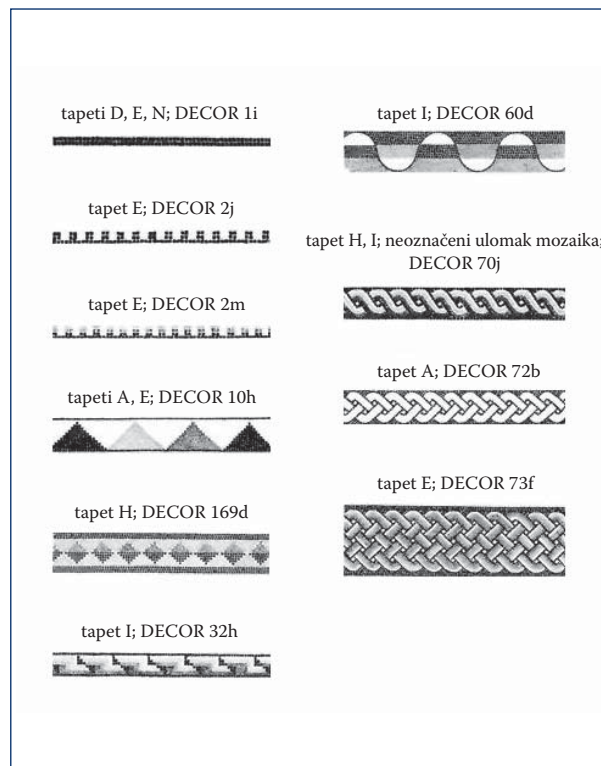 tapeti D, E, N; DECOR 1i
tapet E; DECOR 2j
tapet E; DECOR 2m
tapeti A, E; DECOR 10h
tapet H; DECOR 169d
tapet I; DECOR 32h
tapet I; DECOR 60d
tapet H, I; neoznačeni ulomak mozaika;
DECOR 70j
tapet A; DECOR 72b
tapet E; DECOR 73f